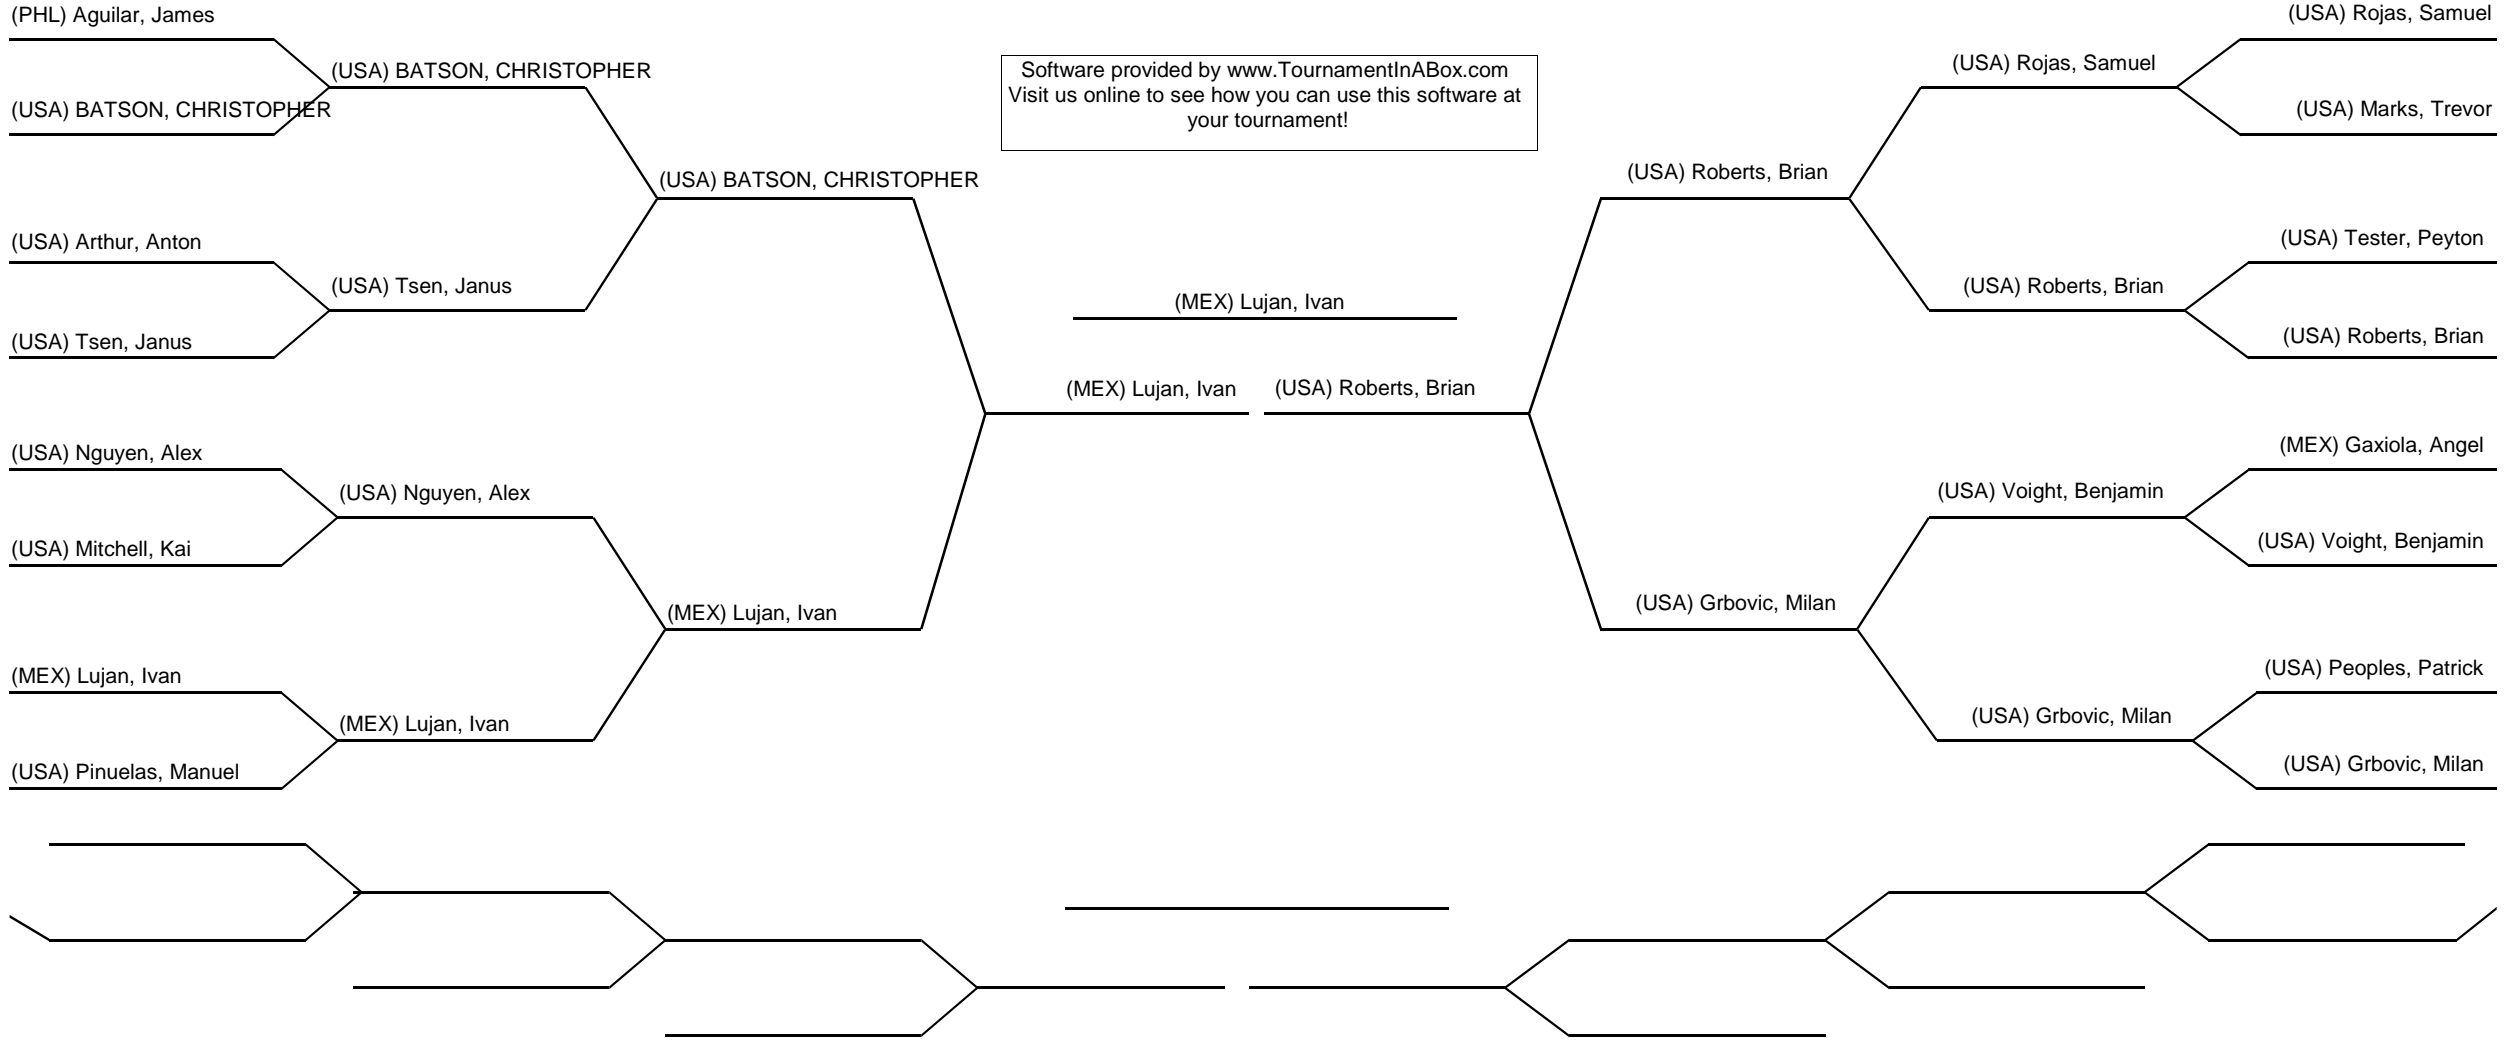 (PHL) Aguilar, James
(USA) BATSON, CHRISTOPHER
(USA) BATSON, CHRISTOPHER
(USA) Arthur, Anton
(USA) Tsen, Janus
(USA) Tsen, Janus
(USA) BATSON, CHRISTOPHER
(USA) Nguyen, Alex
(USA) Nguyen, Alex
(USA) Mitchell, Kai
(MEX) Lujan, Ivan
(MEX) Lujan, Ivan
(MEX) Lujan, Ivan
(USA) Pinuelas, Manuel
Software provided by www.TournamentInABox.com
Visit us online to see how you can use this software at
your tournament!
(MEX) Lujan, Ivan
(MEX) Lujan, Ivan
(USA) Roberts, Brian
(USA) Rojas, Samuel
(USA) Rojas, Samuel
(USA) Marks, Trevor
(USA) Roberts, Brian
(USA) Tester, Peyton
(USA) Roberts, Brian
(USA) Roberts, Brian
(MEX) Gaxiola, Angel
(USA) Voight, Benjamin
(USA) Voight, Benjamin
(USA) Grbovic, Milan
(USA) Peoples, Patrick
(USA) Grbovic, Milan
(USA) Grbovic, Milan